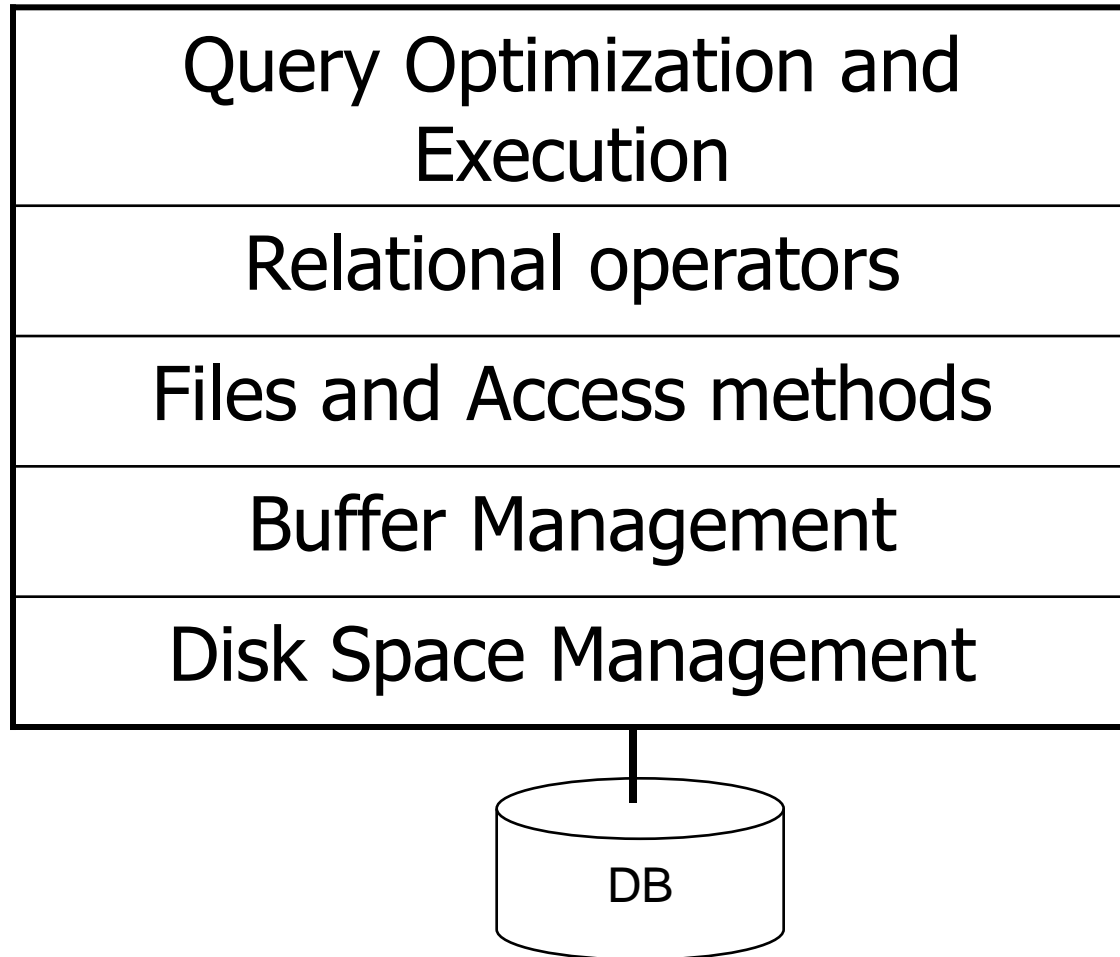 Query Optimization and
Execution
Relational operators
Files and Access methods
Buffer Management
Disk Space Management
DB